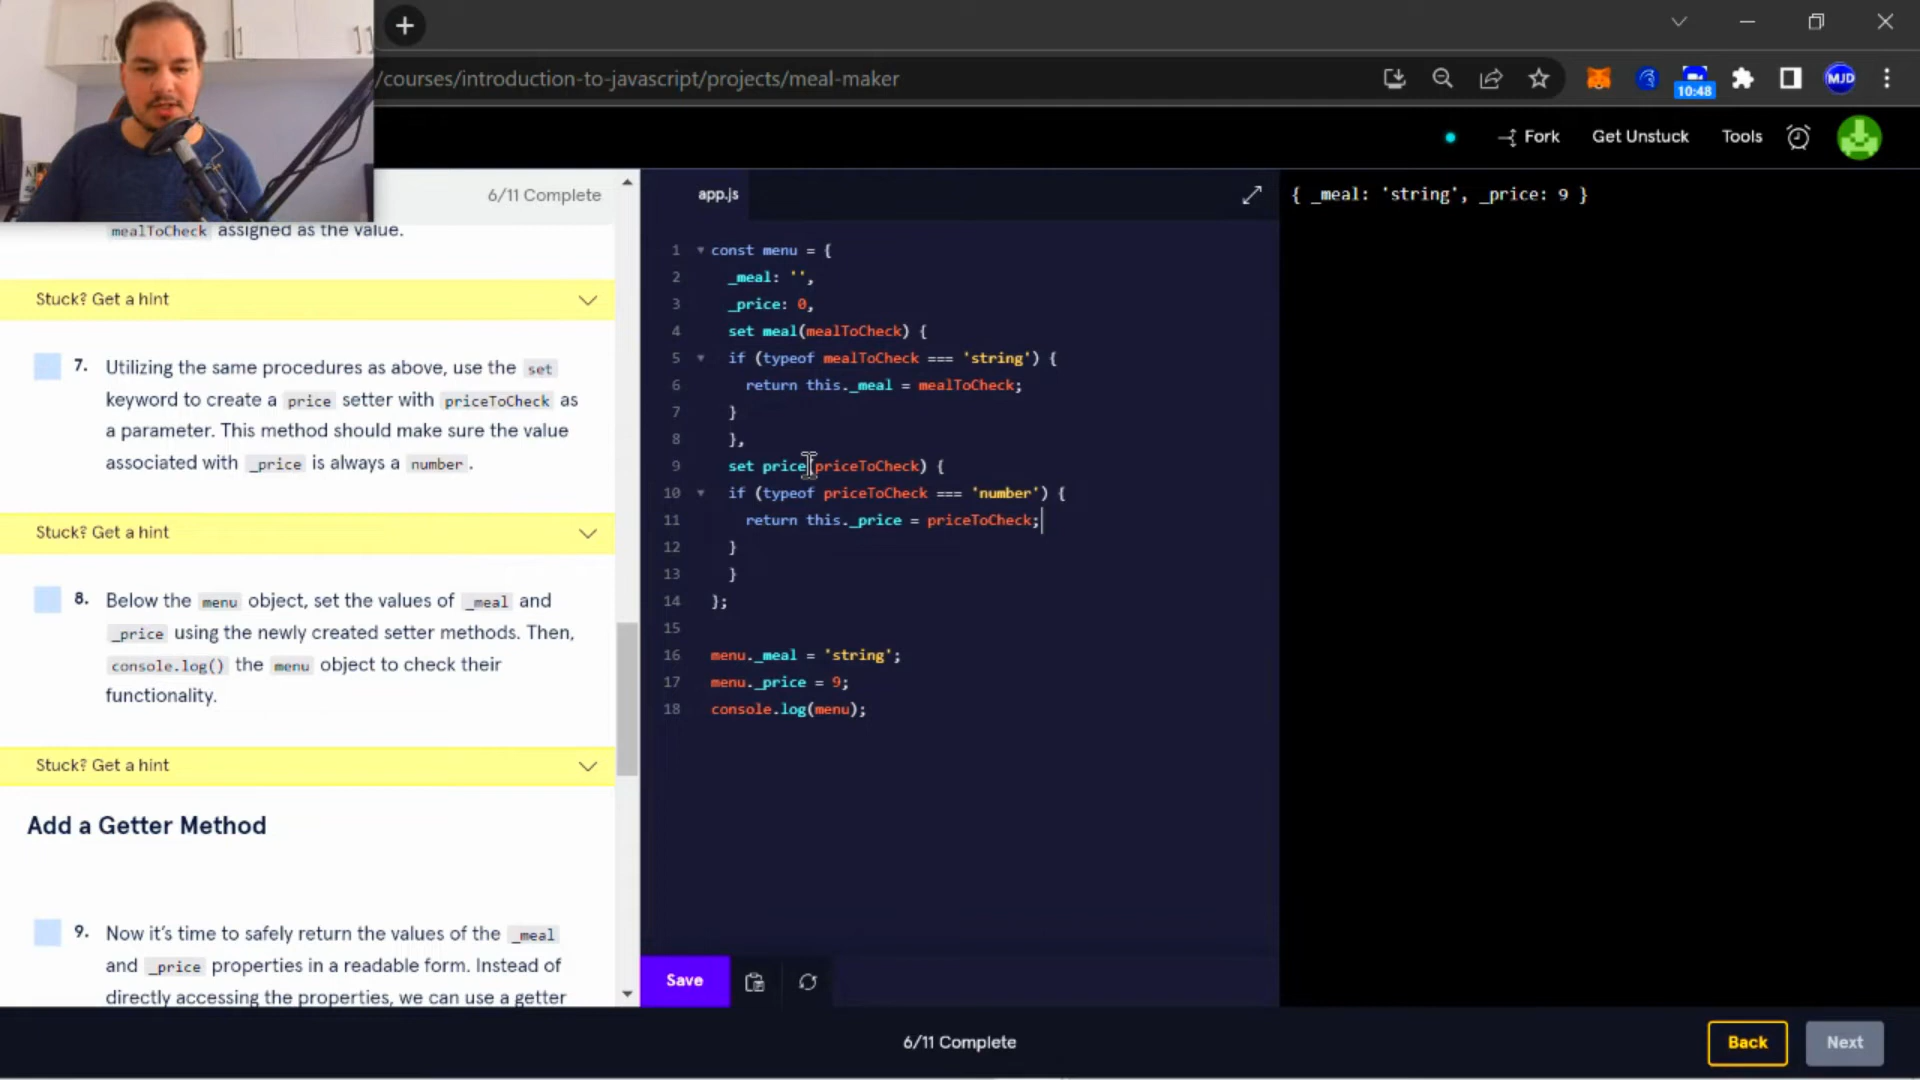 /courses/introduction-to-javascript/projects/meal-maker
10:48
MJD
Fork
Get Unstuck
Tools
6/11 Complete
mealToCheck assigned as the value.
Stuck? Get a hint
7. Utilizing the same procedures as above, use the set
keyword to create a price setter with priceToCheck as
a parameter. This method should make sure the value
associated with _price is always a number.
Stuck? Get a hint
8. Below the menu object, set the values of _meal and
_price using the newly created setter methods. Then,
console.log() the menu object to check their
functionality.
Stuck? Get a hint
Add a Getter Method
9. Now it's time to safely return the values of the _meal
and _price properties in a readable form. Instead of
directly accessing the properties, we can use a getter
app.js
1 const menu = {
2 _meal: '',
3 _price: 0,
4 set meal(mealToCheck) {
5 if (typeof mealToCheck === 'string') {
6 return this._meal = mealToCheck;
7 }
8 },
9 set price(priceToCheck) {
10 if (typeof priceToCheck === 'number') {
11 return this._price = priceToCheck;
12 }
13 }
14 };
15
16 menu._meal = 'string';
17 menu._price = 9;
18 console.log(menu);
Save
{ _meal: 'string', _price: 9 }
6/11 Complete
Back
Next